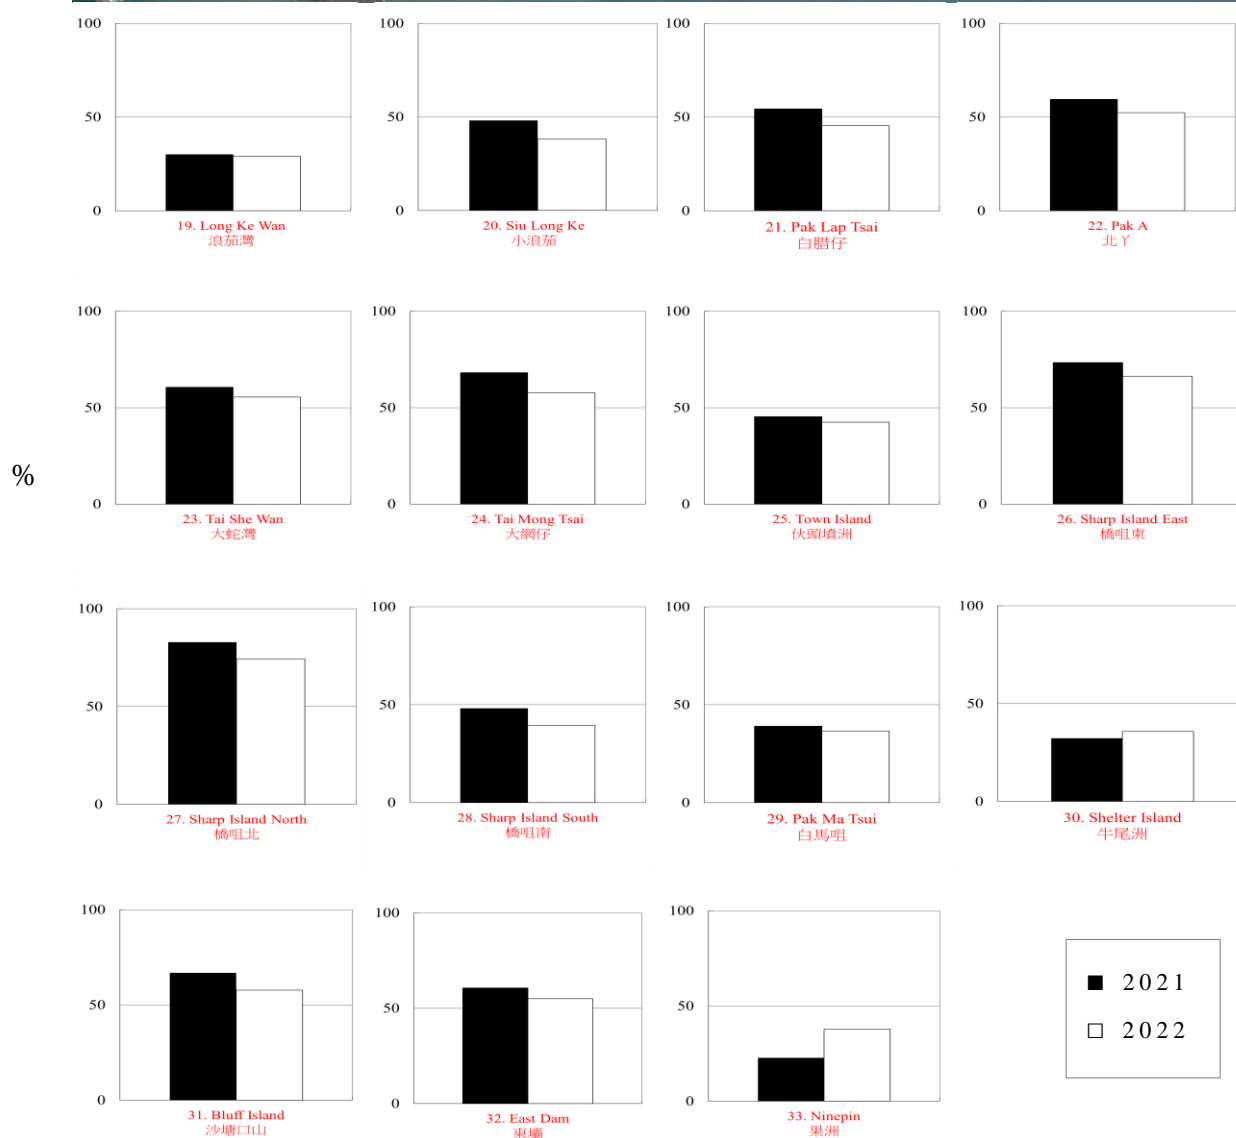 100 100 100 100
50 50 50 50
0 0 0 0
19. Long Ke Wan
浪茄灣
20. Siu Long Ke
小浪茄
21. Pak Lap Tsai
白腊仔
22. Pak A
北丫
100 100 100 100
50 50 50 50
0 0 0 0
%
23. Tai She Wan
大蛇灣
24. Tai Mong Tsai
大網仔
25. Town Island
伙頭墳洲
26. Sharp Island East
橋咀東
100 100 100 100
50 50 50 50
0 0 0 0
27. Sharp Island North
橋咀北
28. Sharp Island South
橋咀南
29. Pak Ma Tsui
白馬咀
30. Shelter Island
牛尾洲
100 100 100
50 50 50
0 0 0
31. Bluff Island
沙塘口山
32. East Dam
東壩
33. Ninepin
果洲
2021
2022